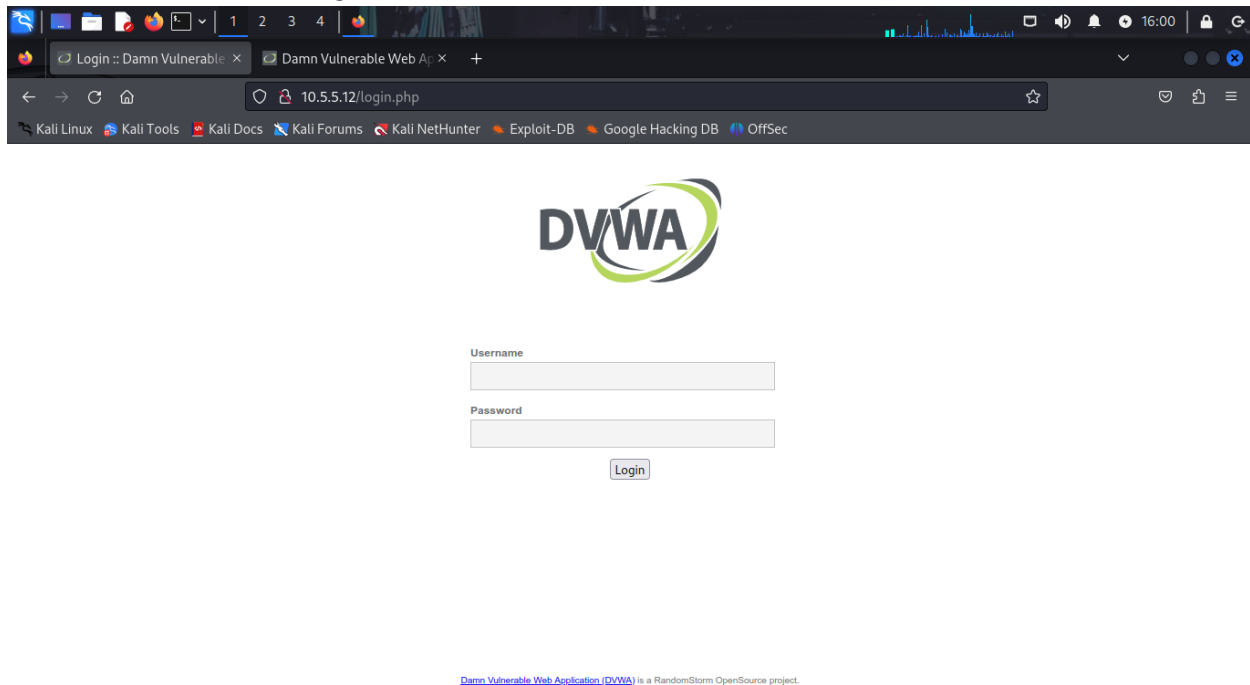 1 2 3 4 16:00
Login :: Damn Vulnerable Damn Vulnerable Web Ap
10.5.5.12/login.php
Kali Linux Kali Tools Kali Docs Kali Forums Kali NetHunter Exploit-DB Google Hacking DB OffSec
DVWA
Username
Password
Login
Damn Vulnerable Web Application (DVWA) is a RandomStorm OpenSource project.